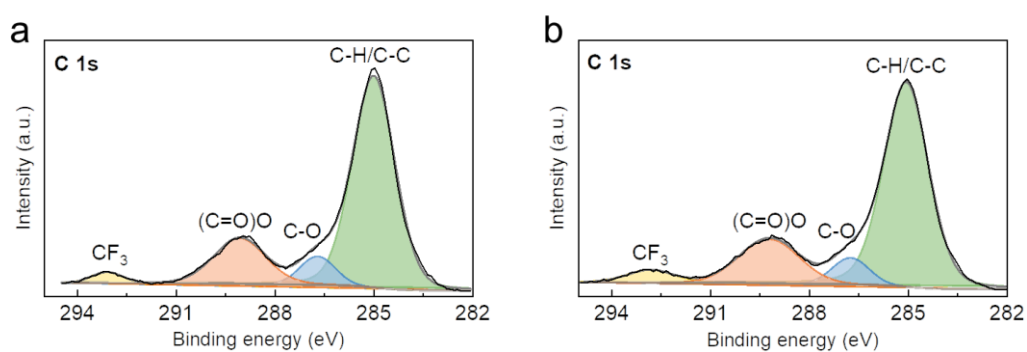 a
C 1s
C-H/C-C
(C=O)O
C-O
CF₃
Intensity (a.u.)
294 291 288 285 282
Binding energy (eV)
b
C 1s
C-H/C-C
(C=O)O
C-O
CF₃
Intensity (a.u.)
294 291 288 285 282
Binding energy (eV)